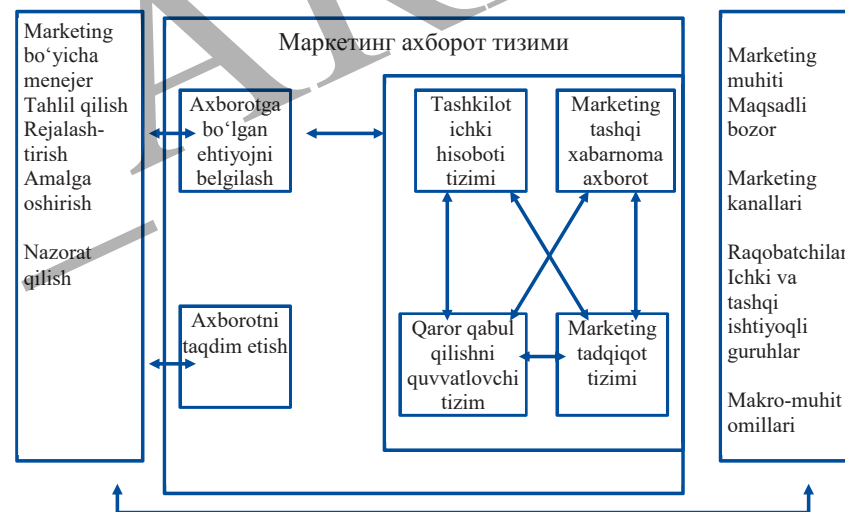 Marketing
bo‘yicha
menejer
Tahlil qilish
Rejalash-
tirish
Amalga
oshirish
Nazorat
qilish
Маркетинг ахборот тизими
Axborotga
bo‘lgan
ehtiyojni
belgilash
Axborotni
taqdim etish
Tashkilot
ichki
hisoboti
tizimi
Marketing
tashqi
xabarnoma
axborot
Qaror qabul
qilishni
quvvatlovchi
tizim
Marketing
tadqiqot
tizimi
Marketing
muhiti
Maqsadli
bozor
Marketing
kanallari
Raqobatchilar
Ichki va
tashqi
ishtiyoqli
guruhlar
Makro-muhit
omillari